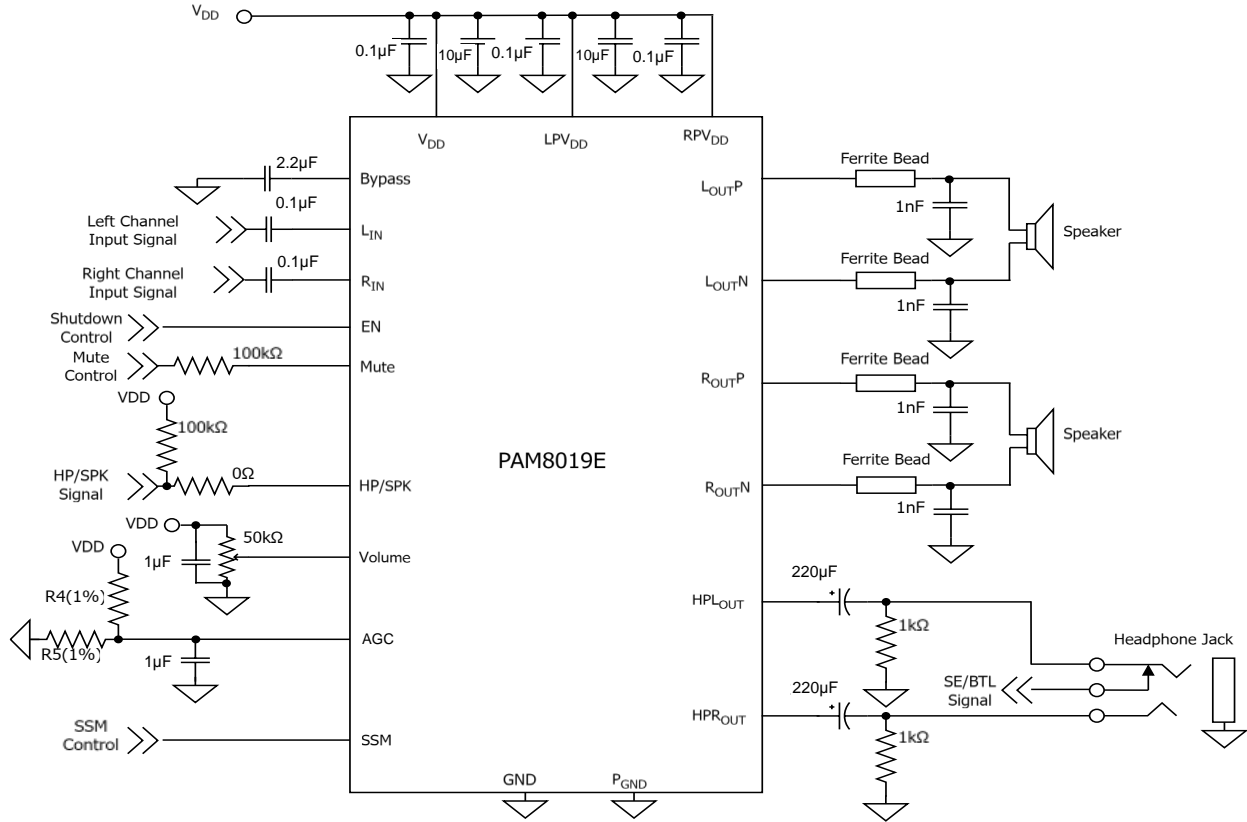 VDD
0.1µF
10µF
0.1µF
10µF
0.1µF
VDD
LPVDD
RPVDD
2.2µF
Bypass
Left Channel
Input Signal
0.1µF
LIN
Right Channel
Input Signal
0.1µF
RIN
Shutdown
Control
EN
Mute
Control
100kΩ
Mute
VDD
100kΩ
HP/SPK
Signal
0Ω
HP/SPK
VDD
50kΩ
1µF
Volume
VDD
R4(1%)
R5(1%)
1µF
AGC
SSM
Control
SSM
PAM8019E
GND
PGND
LOUTP
Ferrite Bead
1nF
Speaker
LOUTN
Ferrite Bead
1nF
ROUTP
Ferrite Bead
1nF
Speaker
ROUTN
Ferrite Bead
1nF
HPLOUT
220µF
+
1kΩ
Headphone Jack
SE/BTL
Signal
HPROUT
220µF
+
1kΩ